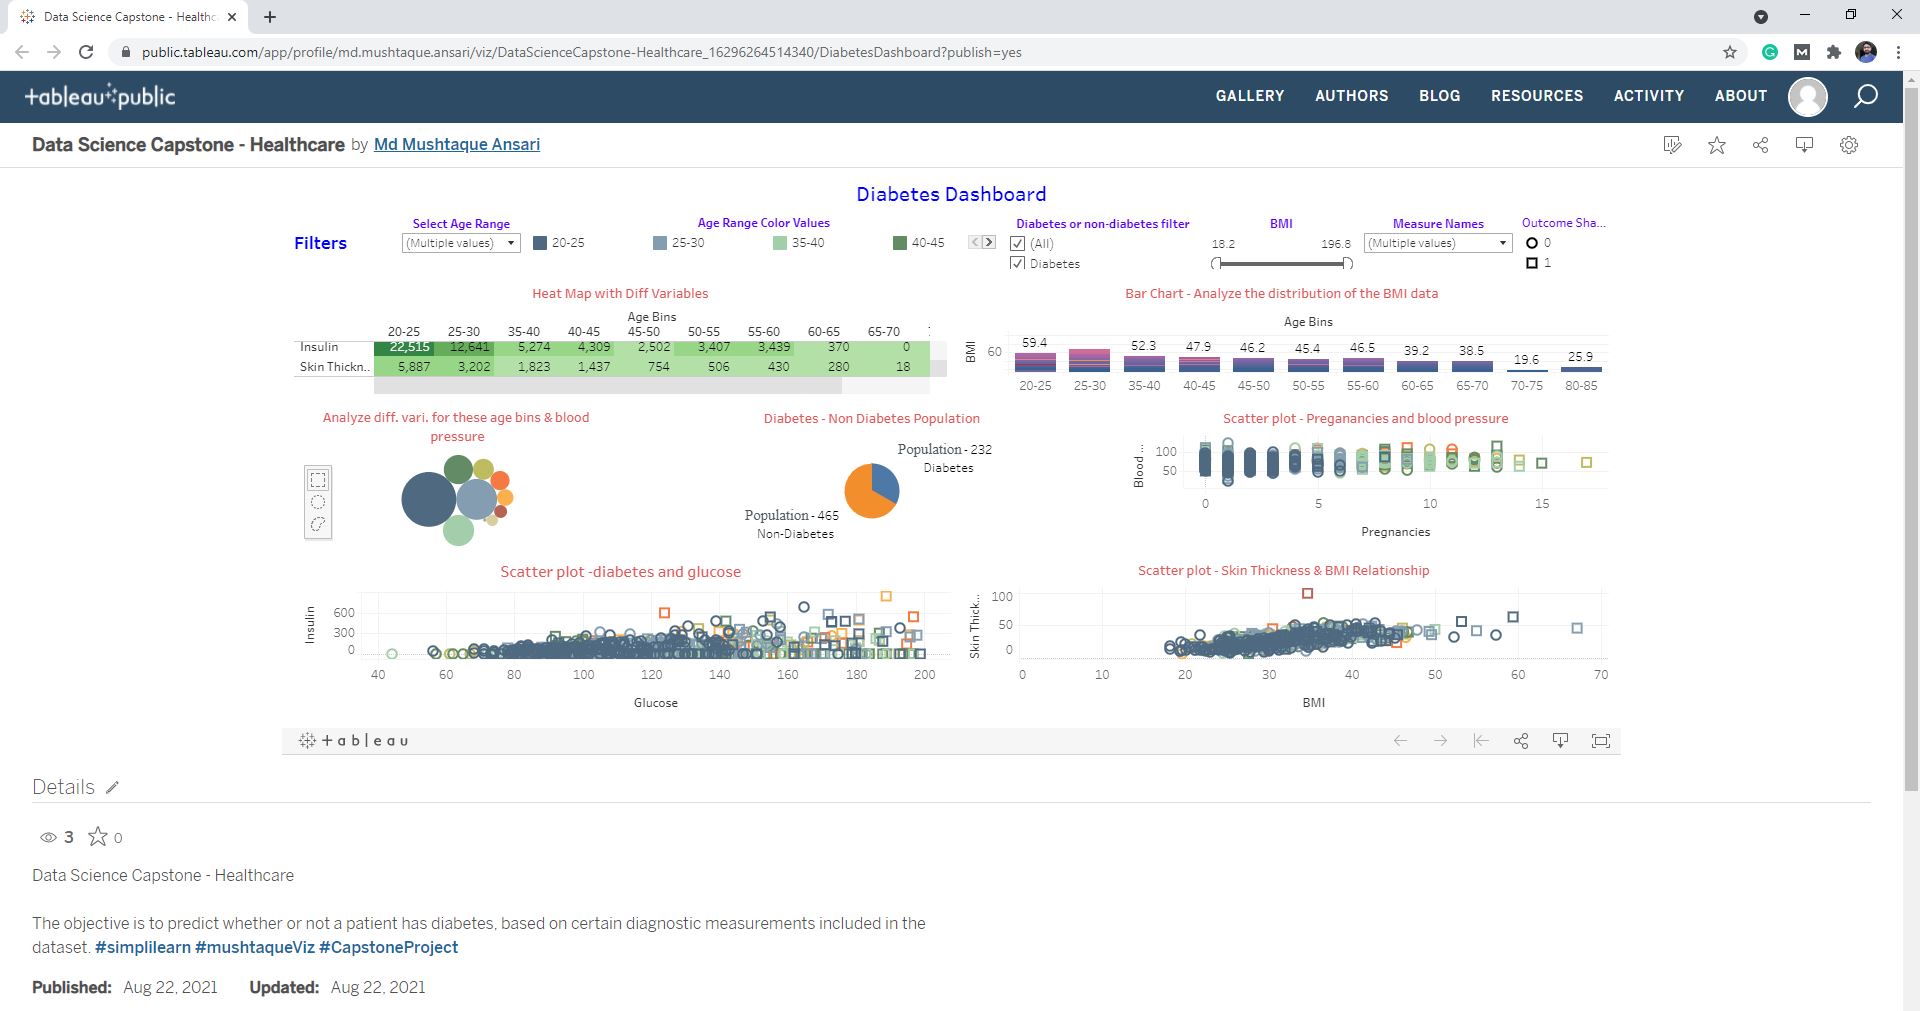 Data Science Capstone - Healthc
public.tableau.com/app/profile/md.mushtaque.ansari/viz/DataScienceCapstone-Healthcare_16296264514340/DiabetesDashboard?publish=yes
+ableau public
GALLERY AUTHORS BLOG RESOURCES ACTIVITY ABOUT
Data Science Capstone - Healthcare by Md Mushtaque Ansari
Diabetes Dashboard
Filters
Select Age Range
(Multiple values)
Age Range Color Values
20-25 25-30 35-40 40-45
Diabetes or non-diabetes filter
(All)
Diabetes
BMI
18.2 196.8
Measure Names
(Multiple values)
Outcome Sha...
0
1
Heat Map with Diff Variables
Age Bins
20-25 25-30 35-40 40-45 45-50 50-55 55-60 60-65 65-70
Insulin 22,515 12,641 5,274 4,309 2,502 3,407 3,439 370 0
Skin Thickn.. 5,887 3,202 1,823 1,437 754 506 430 280 18
Bar Chart - Analyze the distribution of the BMI data
Age Bins
BMI
60
59.4 52.3 47.9 46.2 45.4 46.5 39.2 38.5 19.6 25.9
20-25 25-30 35-40 40-45 45-50 50-55 55-60 60-65 65-70 70-75 80-85
Analyze diff. vari. for these age bins & blood
pressure
Diabetes - Non Diabetes Population
Population - 232
Diabetes
Population - 465
Non-Diabetes
Scatter plot - Preganancies and blood pressure
Blood ...
100
50
0 5 10 15
Pregnancies
Scatter plot -diabetes and glucose
Insulin
600
300
0
40 60 80 100 120 140 160 180 200
Glucose
Scatter plot - Skin Thickness & BMI Relationship
Skin Thick...
100
50
0
0 10 20 30 40 50 60 70
BMI
+ableau
Details
3 0
Data Science Capstone - Healthcare
The objective is to predict whether or not a patient has diabetes, based on certain diagnostic measurements included in the
dataset. #simplilearn #mushtaqueViz #CapstoneProject
Published: Aug 22, 2021 Updated: Aug 22, 2021